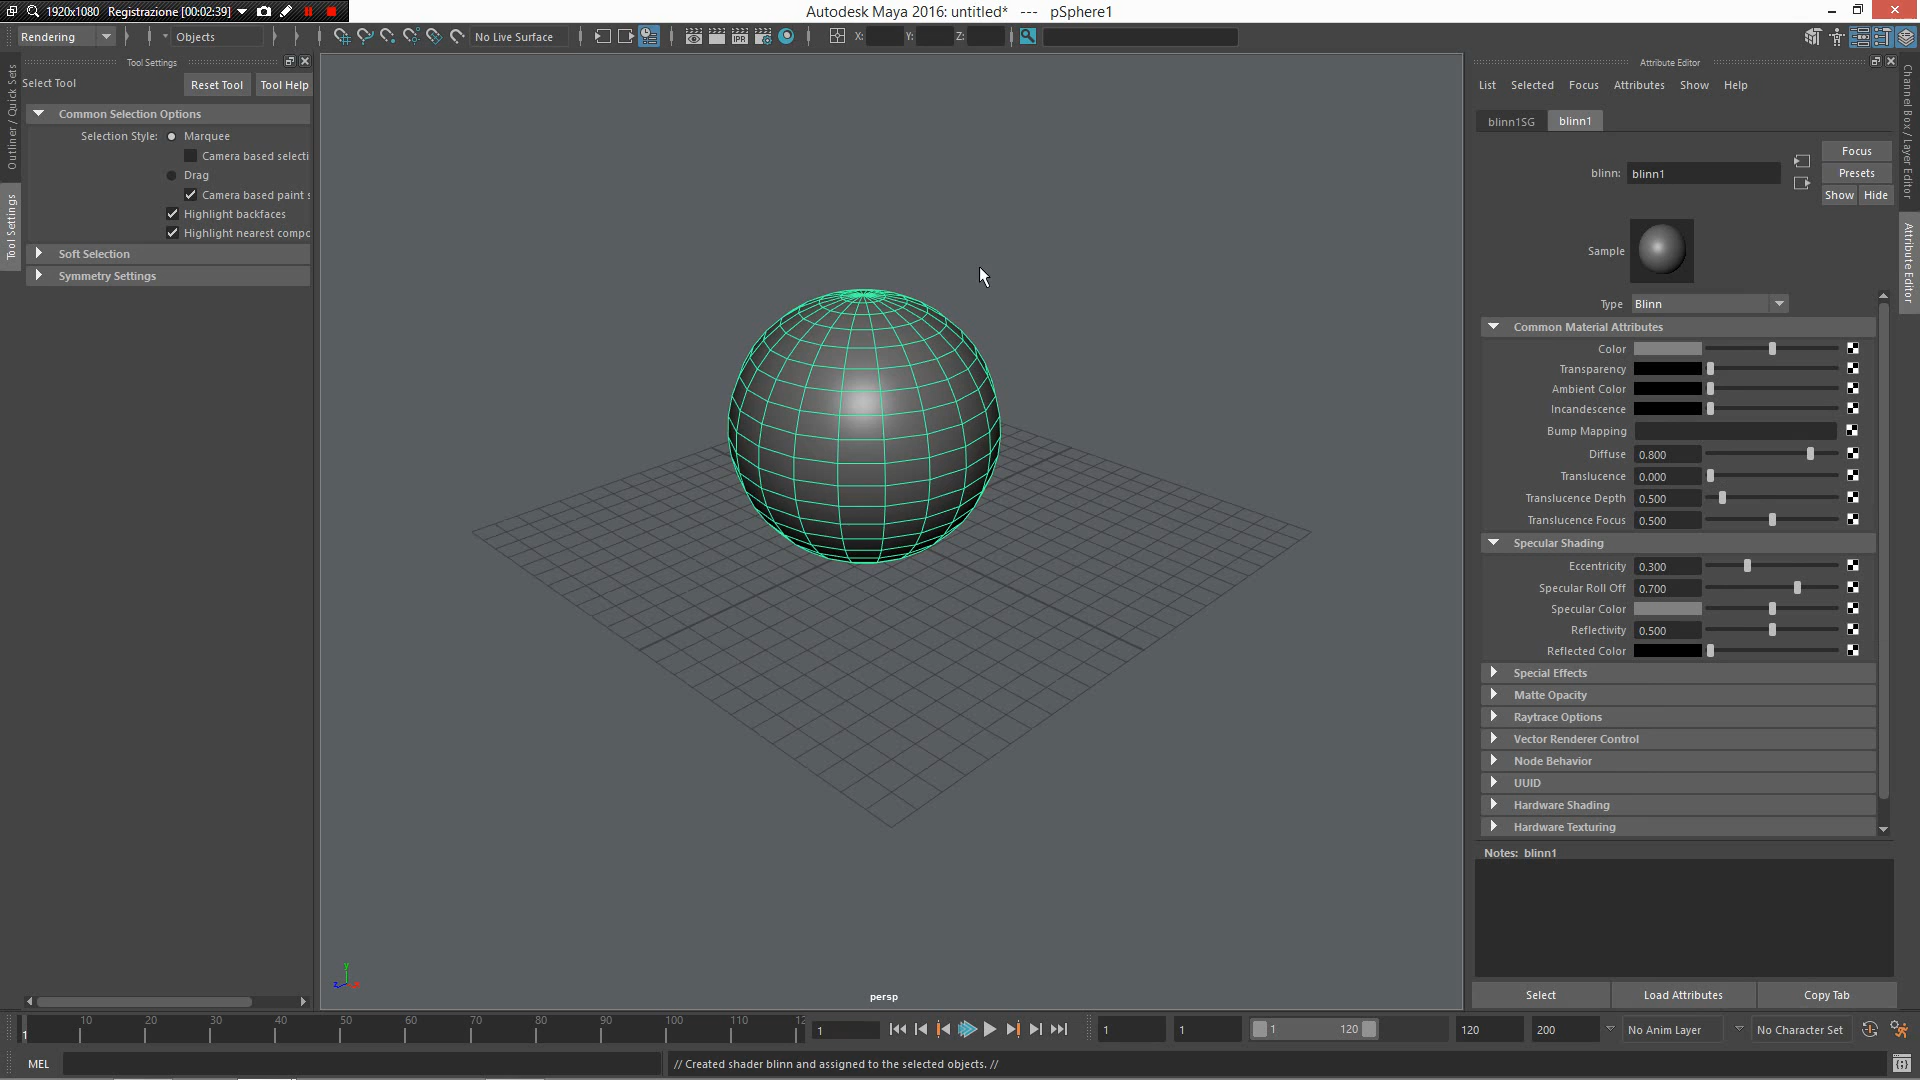 1920x1080 Registrazione [00:02:39]
Autodesk Maya 2016: untitled* --- pSphere1
Rendering Objects No Live Surface IPR X: Y: Z:
Tool Settings
Select Tool Reset Tool Tool Help
Common Selection Options
Selection Style: Marquee
Camera based selecti
Drag
Camera based paint s
Highlight backfaces
Highlight nearest compo
Soft Selection
Symmetry Settings
Outliner / Quick Sets
Tool Settings
persp
y
z
Attribute Editor
List Selected Focus Attributes Show Help
blinn1SG blinn1
blinn: blinn1
Focus
Presets
Show Hide
Sample
Type Blinn
Common Material Attributes
Color
Transparency
Ambient Color
Incandescence
Bump Mapping
Diffuse 0.800
Translucence 0.000
Translucence Depth 0.500
Translucence Focus 0.500
Specular Shading
Eccentricity 0.300
Specular Roll Off 0.700
Specular Color
Reflectivity 0.500
Reflected Color
Special Effects
Matte Opacity
Raytrace Options
Vector Renderer Control
Node Behavior
UUID
Hardware Shading
Hardware Texturing
Notes: blinn1
Select Load Attributes Copy Tab
Channel Box / Layer Editor
Attribute Editor
1 10 20 30 40 50 60 70 80 90 100 110 12 1 1 1 1 120 120 200 No Anim Layer No Character Set
MEL // Created shader blinn and assigned to the selected objects. //